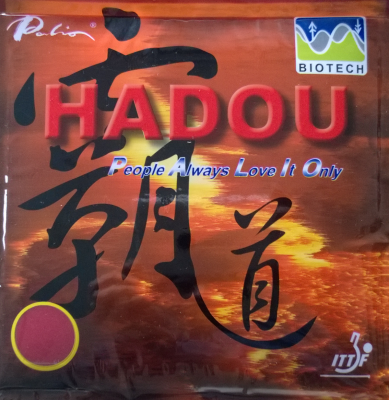 Palio
BIOTECH
HADOU
People Always Love It Only
霸道
ITTF